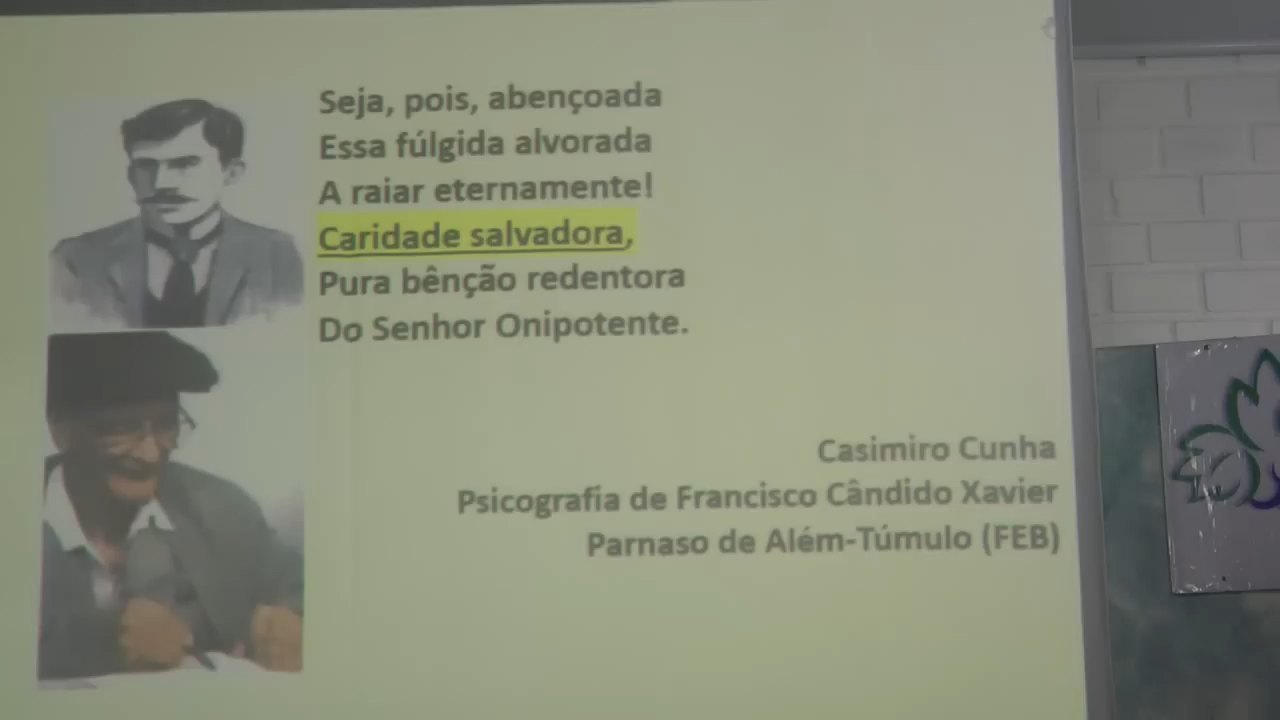 Seja, pois, abençoada
Essa fúlgida alvorada
A raiar eternamente!
Caridade salvadora,
Pura bênção redentora
Do Senhor Onipotente.
Casimiro Cunha
Psicografia de Francisco Cândido Xavier
Parnaso de Além-Túmulo (FEB)